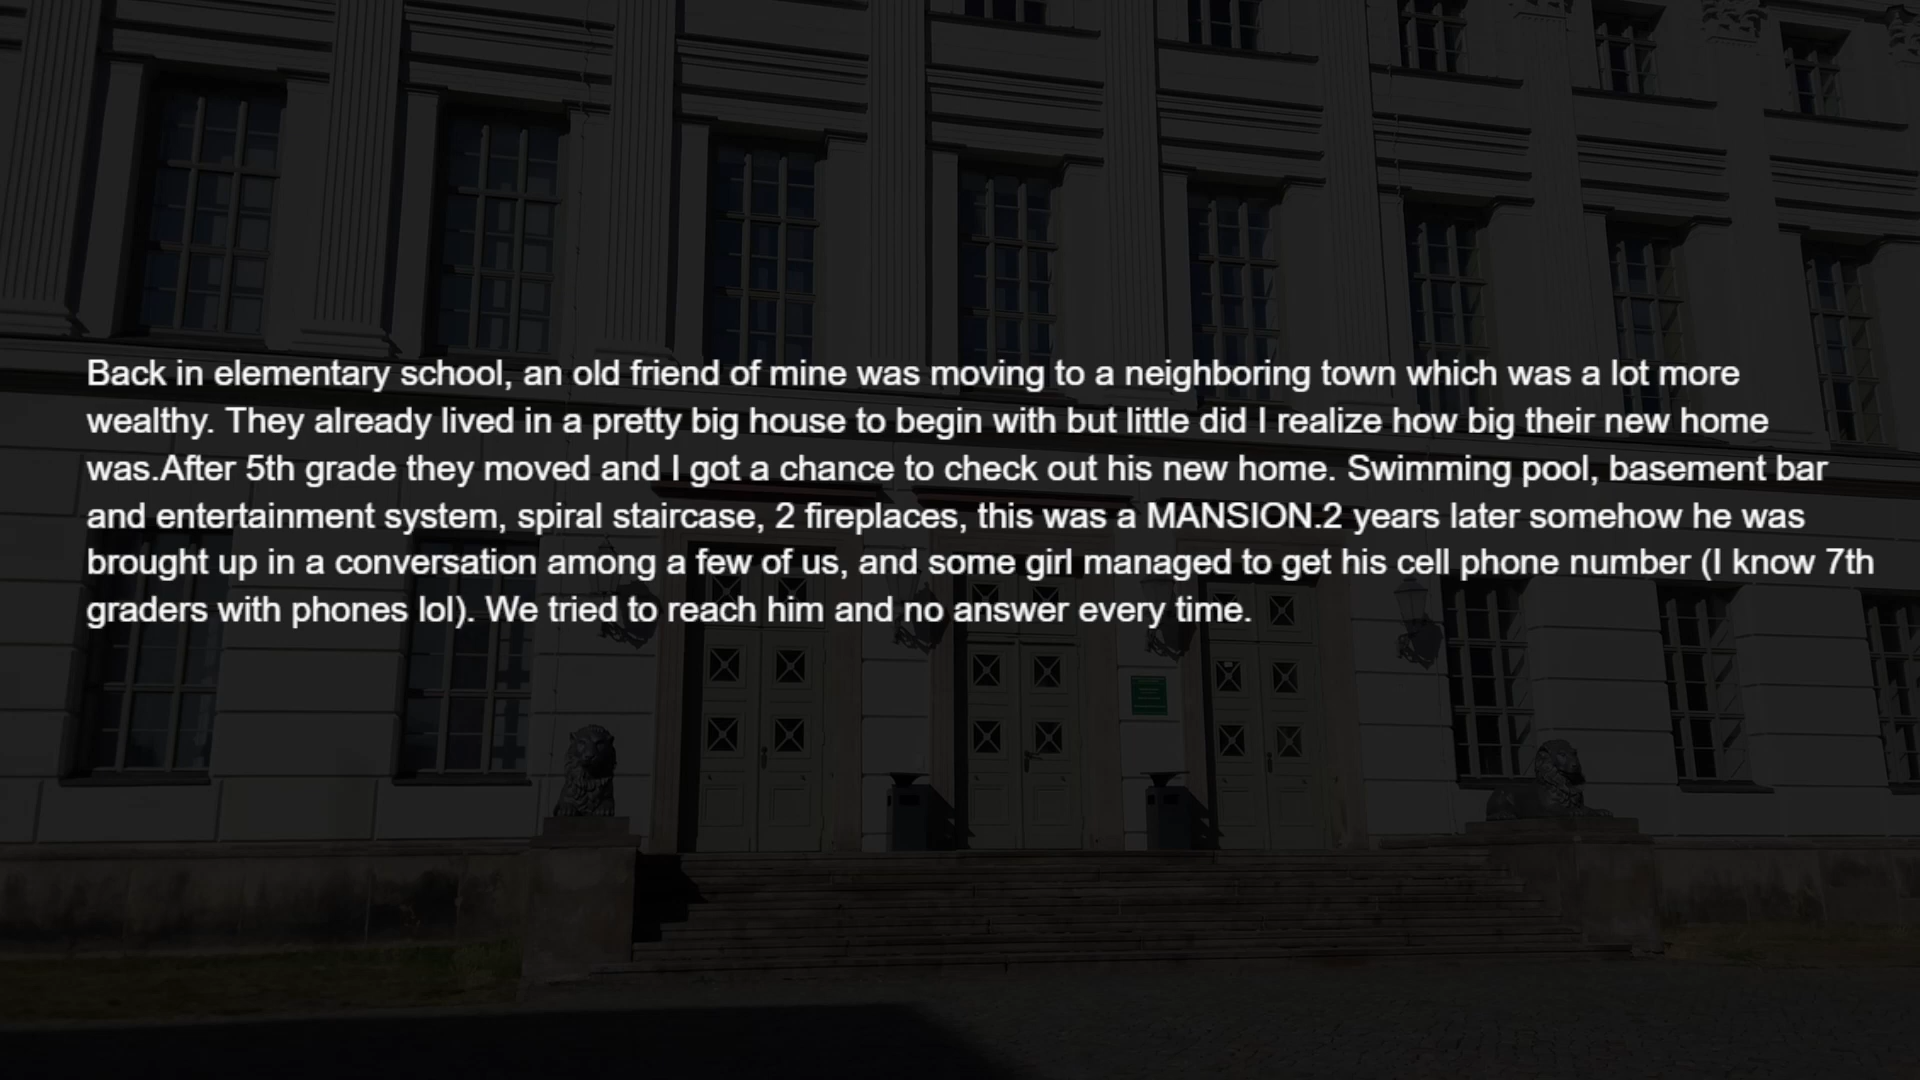 Back in elementary school, an old friend of mine was moving to a neighboring town which was a lot more
wealthy. They already lived in a pretty big house to begin with but little did I realize how big their new home
was.After 5th grade they moved and I got a chance to check out his new home. Swimming pool, basement bar
and entertainment system, spiral staircase, 2 fireplaces, this was a MANSION.2 years later somehow he was
brought up in a conversation among a few of us, and some girl managed to get his cell phone number (I know 7th
graders with phones lol). We tried to reach him and no answer every time.